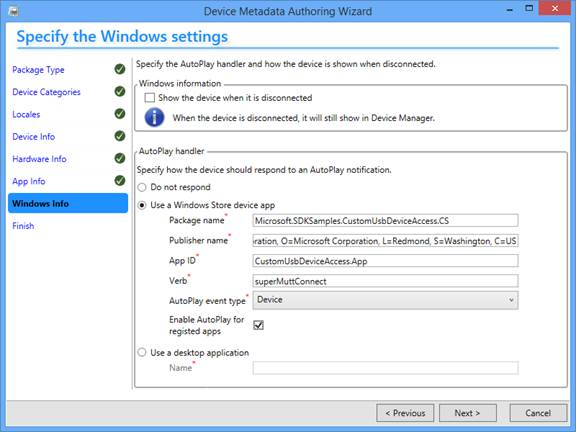 Device Metadata Authoring Wizard
Specify the Windows settings
Package Type
Device Categories
Locales
Device Info
Hardware Info
App Info
Windows Info
Finish
Specify the AutoPlay handler and how the device is shown when disconnected.
Windows information
Show the device when it is disconnected
When the device is disconnected, it will still show in Device Manager.
AutoPlay handler
Specify how the device should respond to an AutoPlay notification.
Do not respond
Use a Windows Store device app
Package name* Microsoft.SDKSamples.CustomUsbDeviceAccess.CS
Publisher name* oration, O=Microsoft Corporation, L=Redmond, S=Washington, C=US
App ID* CustomUsbDeviceAccess.App
Verb* superMuttConnect
AutoPlay event type* Device
Enable AutoPlay for
registed apps*
Use a desktop application
Name*
< Previous Next > Cancel